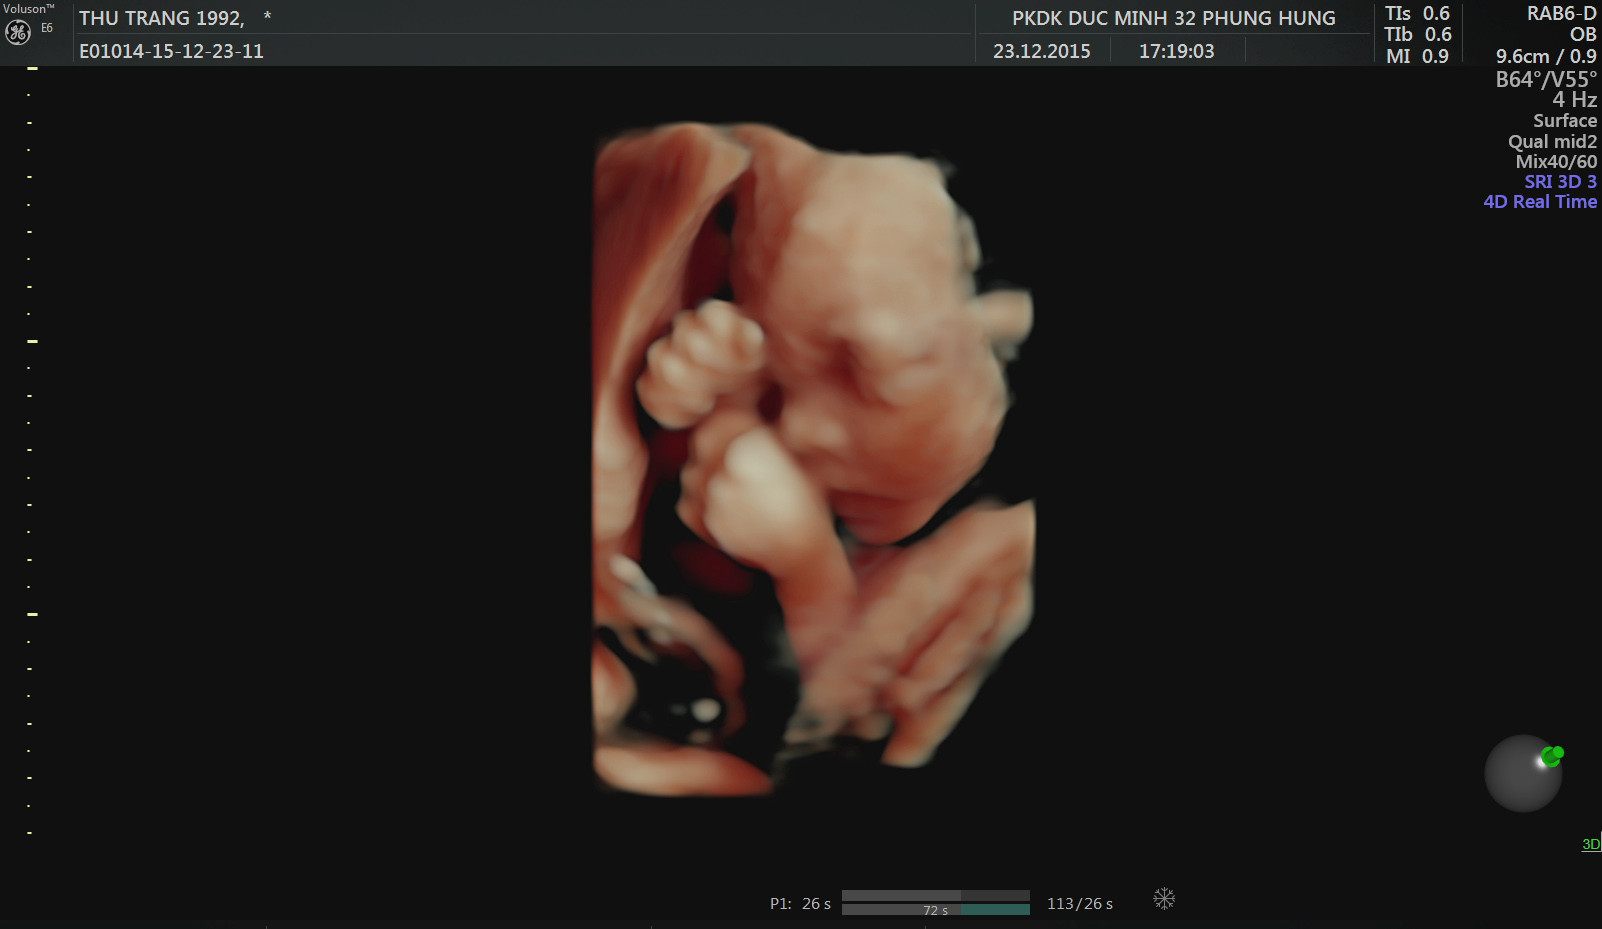 Voluson™
E6
THU TRANG 1992,   *
E01014-15-12-23-11
PKDK DUC MINH 32 PHUNG HUNG
23.12.2015 17:19:03
TIs 0.6
TIb 0.6
MI 0.9
RAB6-D
OB
9.6cm / 0.9
B64°/V55°
4 Hz
Surface
Qual mid2
Mix40/60
SRI 3D 3
4D Real Time
3D
P1: 26 s 113/26 s
72 s